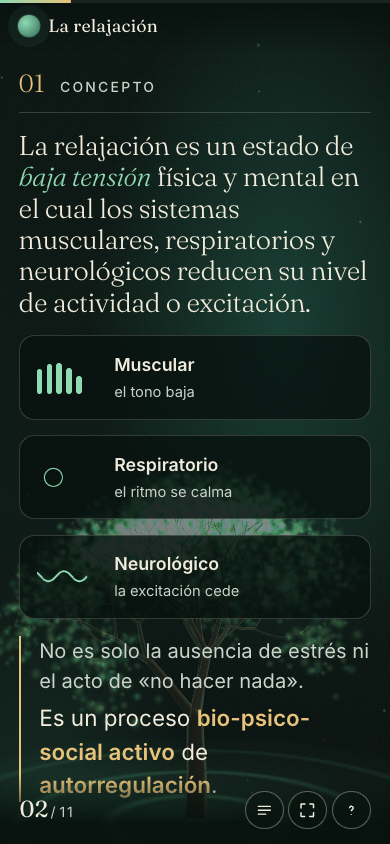 La relajación
01 CONCEPTO
La relajación es un estado de
baja tensión física y mental en
el cual los sistemas
musculares, respiratorios y
neurológicos reducen su nivel
de actividad o excitación.
Muscular
el tono baja
Respiratorio
el ritmo se calma
Neurológico
la excitación cede
No es solo la ausencia de estrés ni
el acto de «no hacer nada».
Es un proceso bio-psico-
social activo de
autorregulación.
02 / 11
?